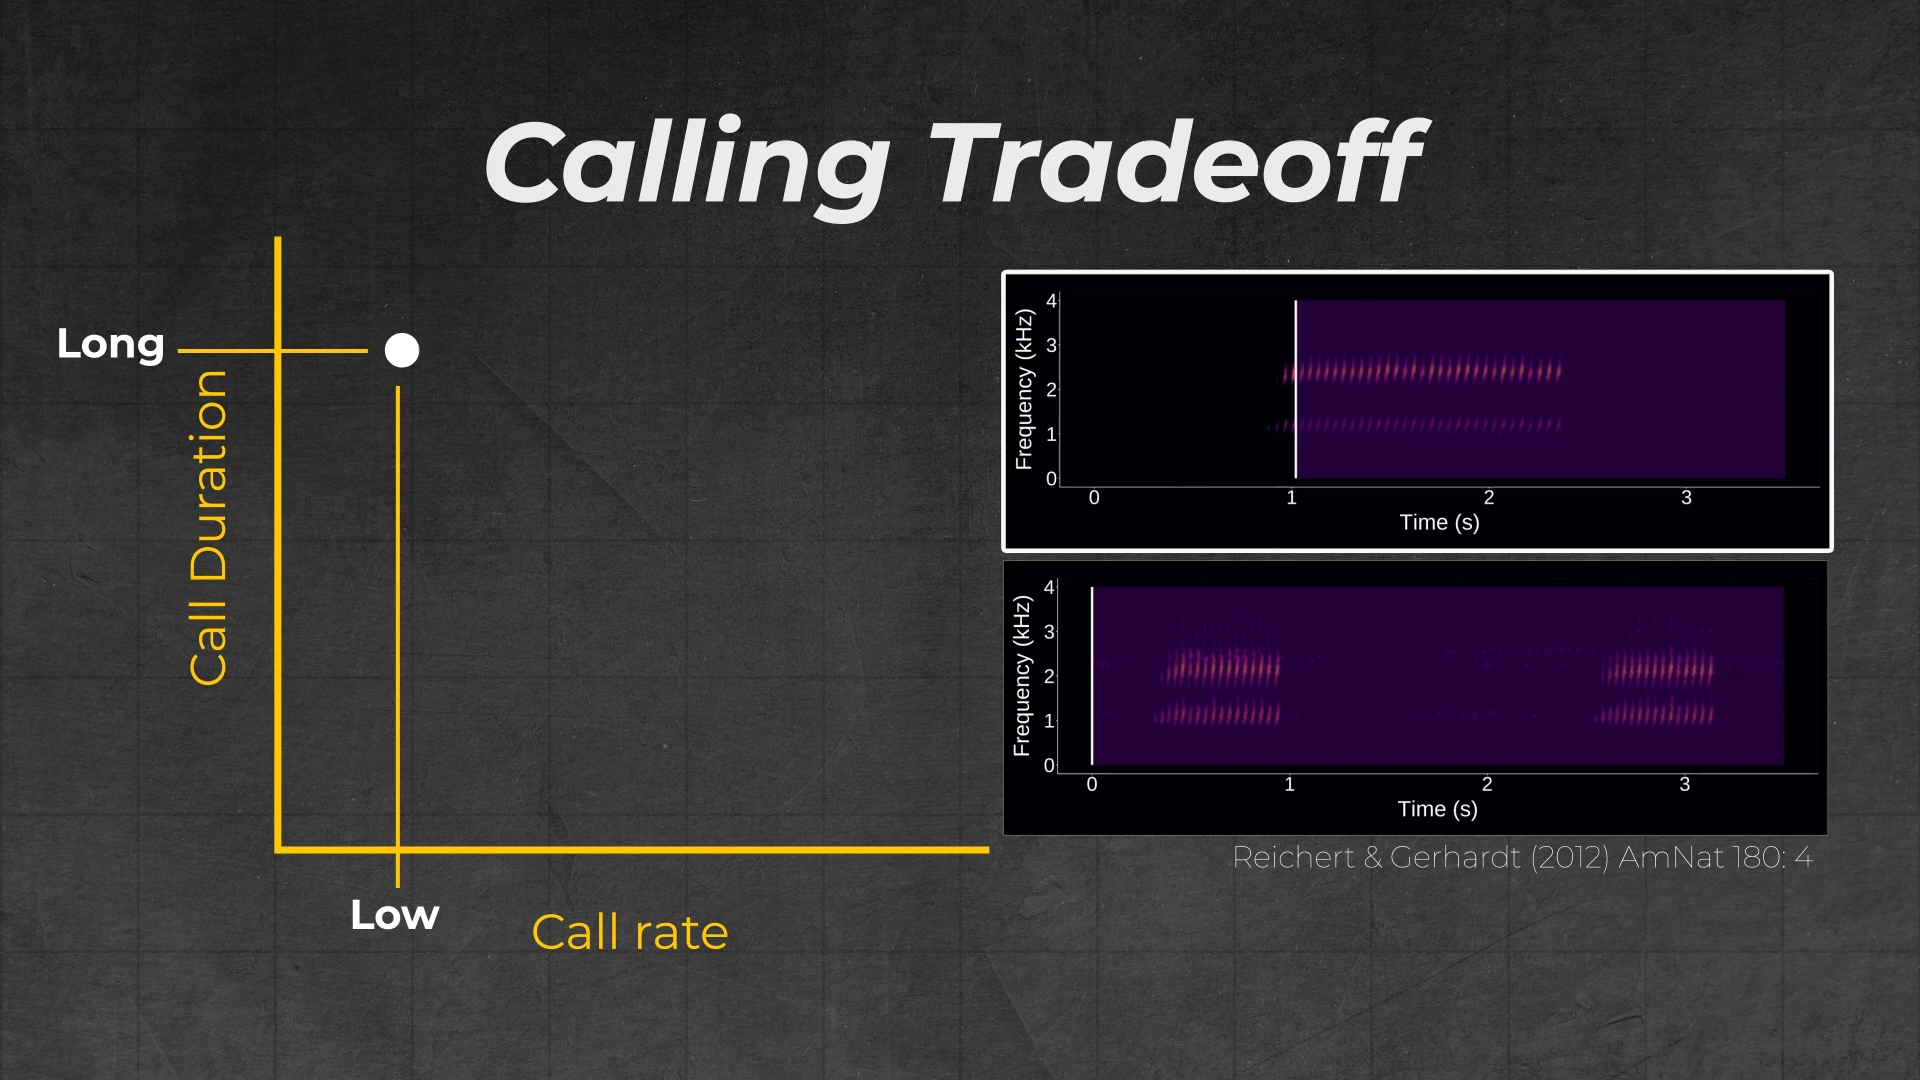 Calling Tradeoff
Long
Call Duration
Low
Call rate
Frequency (kHz)
4
3
2
1
0
0 1 2 3
Time (s)
Frequency (kHz)
4
3
2
1
0
0 1 2 3
Time (s)
Reichert & Gerhardt (2012) AmNat 180: 4